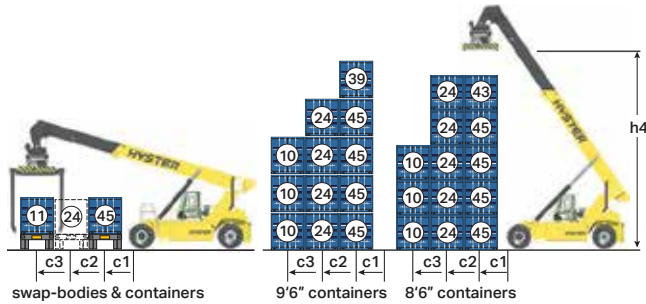 39
24 45
10 24 45
10 24 45
10 24 45
24 43
24 45
10 24 45
10 24 45
10 24 45
h4
HYSTER
HYSTER
11 24 45
c3 c2 c1
c3 c2 c1
c3 c2 c1
swap-bodies & containers
9'6" containers
8'6" containers